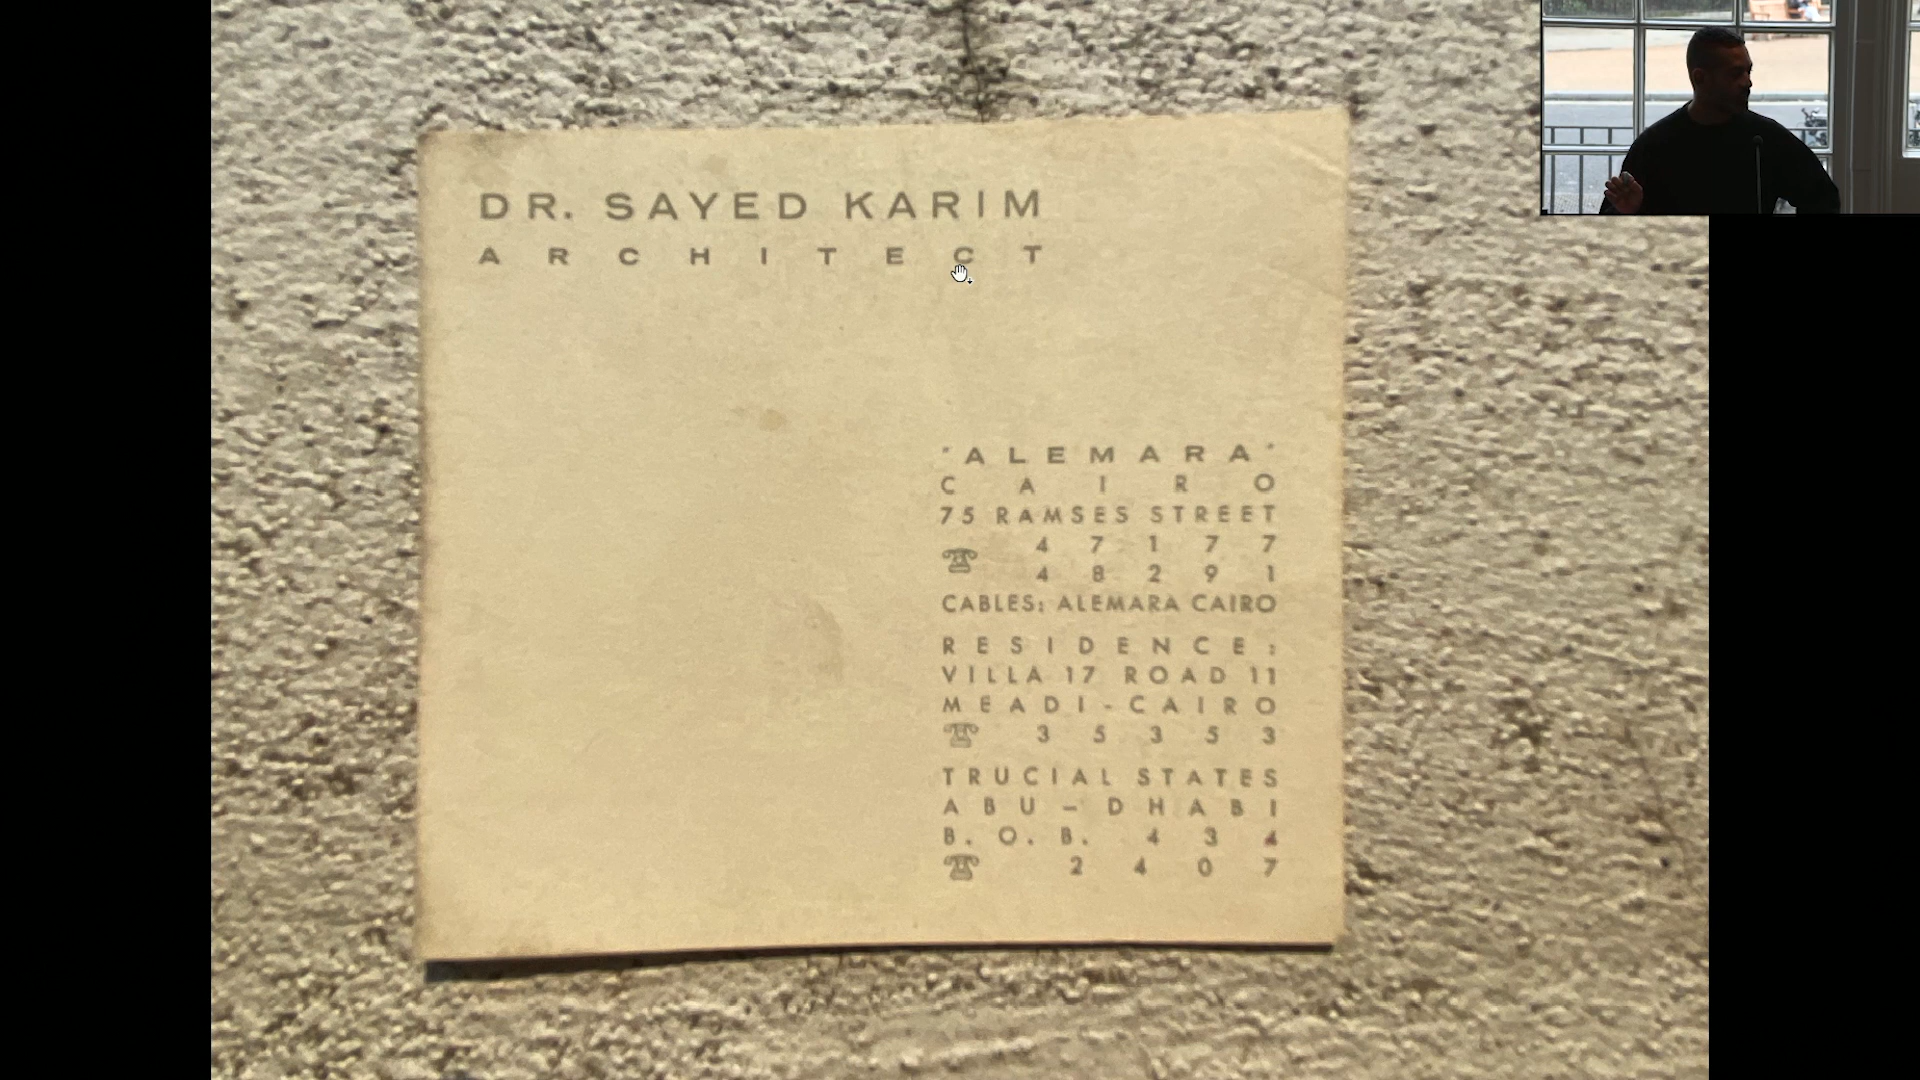 DR. SAYED KARIM
ARCHITECT
"ALEMARA"
CAIRO
75 RAMSES STREET
47177
48291
CABLES: ALEMARA CAIRO
RESIDENCE:
VILLA 17 ROAD 11
MEADI-CAIRO
35353
TRUCIAL STATES
ABU-DHABI
B.O.B. 434
2407